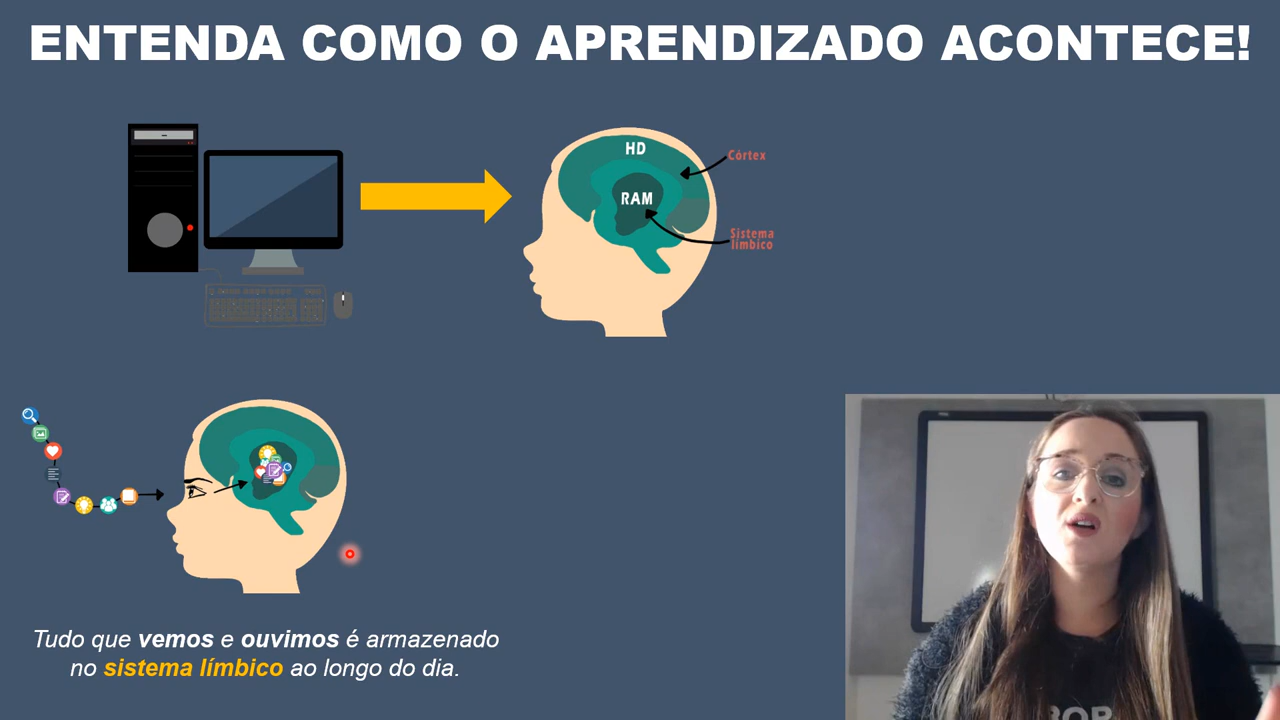 ENTENDA COMO O APRENDIZADO ACONTECE!
HD
Córtex
RAM
Sistema
límbico
Tudo que vemos e ouvimos é armazenado
no sistema límbico ao longo do dia.